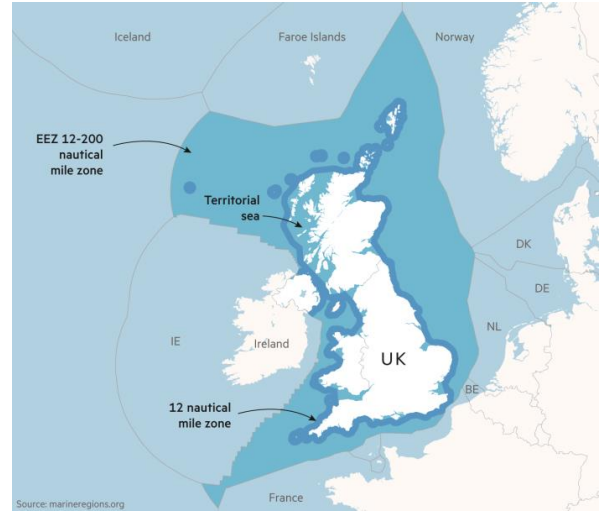 Iceland
Faroe Islands
Norway
EEZ 12-200
nautical
mile zone
Territorial
sea
DK
DE
NL
IE
Ireland
UK
BE
12 nautical
mile zone
France
Source: marineregions.org